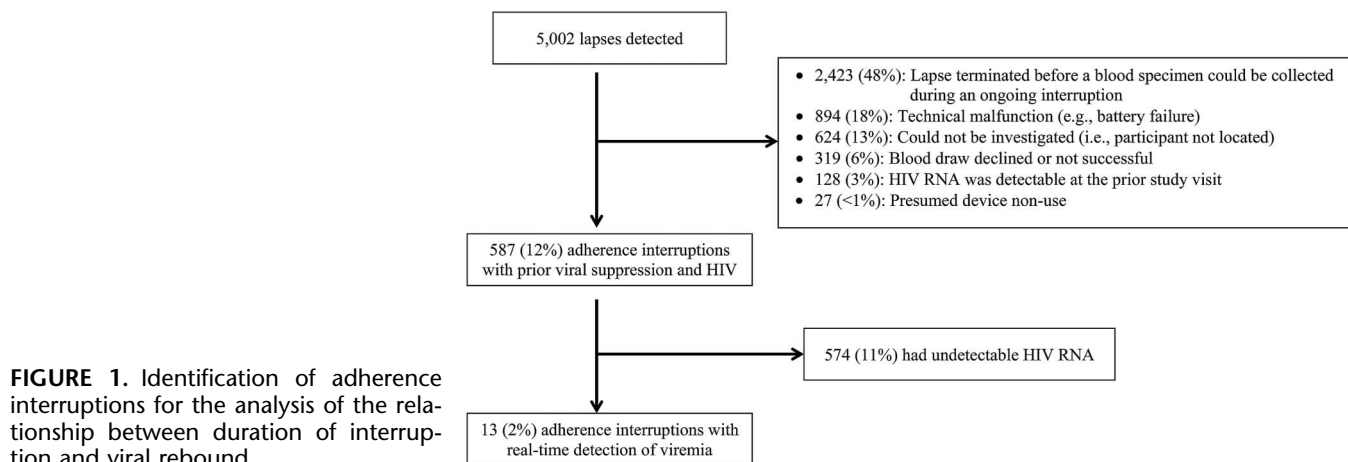 5,002 lapses detected
• 2,423 (48%): Lapse terminated before a blood specimen could be collected
during an ongoing interruption
• 894 (18%): Technical malfunction (e.g., battery failure)
• 624 (13%): Could not be investigated (i.e., participant not located)
• 319 (6%): Blood draw declined or not successful
• 128 (3%): HIV RNA was detectable at the prior study visit
• 27 (<1%): Presumed device non-use
587 (12%) adherence interruptions
with prior viral suppression and HIV
574 (11%) had undetectable HIV RNA
13 (2%) adherence interruptions with
real-time detection of viremia
FIGURE 1. Identification of adherence
interruptions for the analysis of the rela-
tionship between duration of interrup-
tion and viral rebound